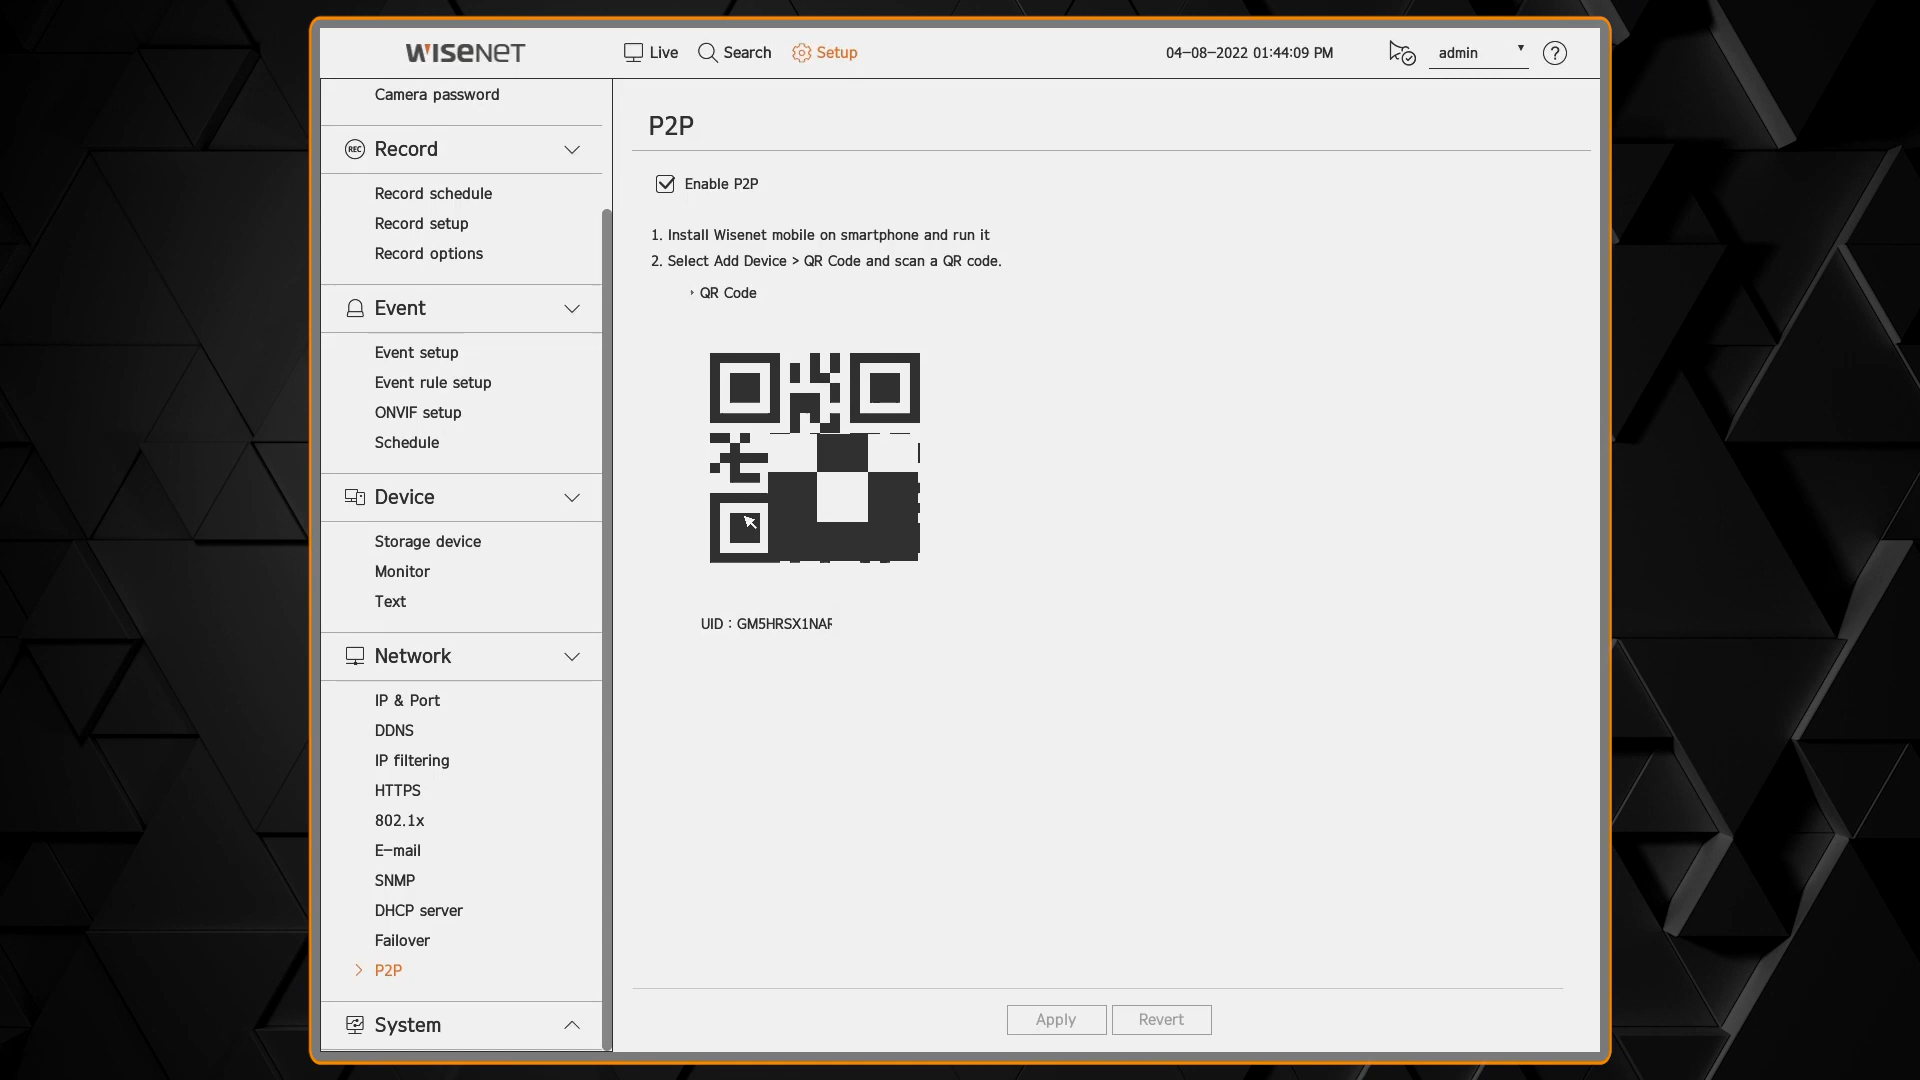 WISENET
Live
Search
Setup
04-08-2022 01:44:09 PM
admin
Camera password
REC Record
Record schedule
Record setup
Record options
Event
Event setup
Event rule setup
ONVIF setup
Schedule
Device
Storage device
Monitor
Text
Network
IP & Port
DDNS
IP filtering
HTTPS
802.1x
E-mail
SNMP
DHCP server
Failover
P2P
System
P2P
Enable P2P
1. Install Wisenet mobile on smartphone and run it
2. Select Add Device > QR Code and scan a QR code.
QR Code
UID : GM5HRSX1NA
Apply
Revert